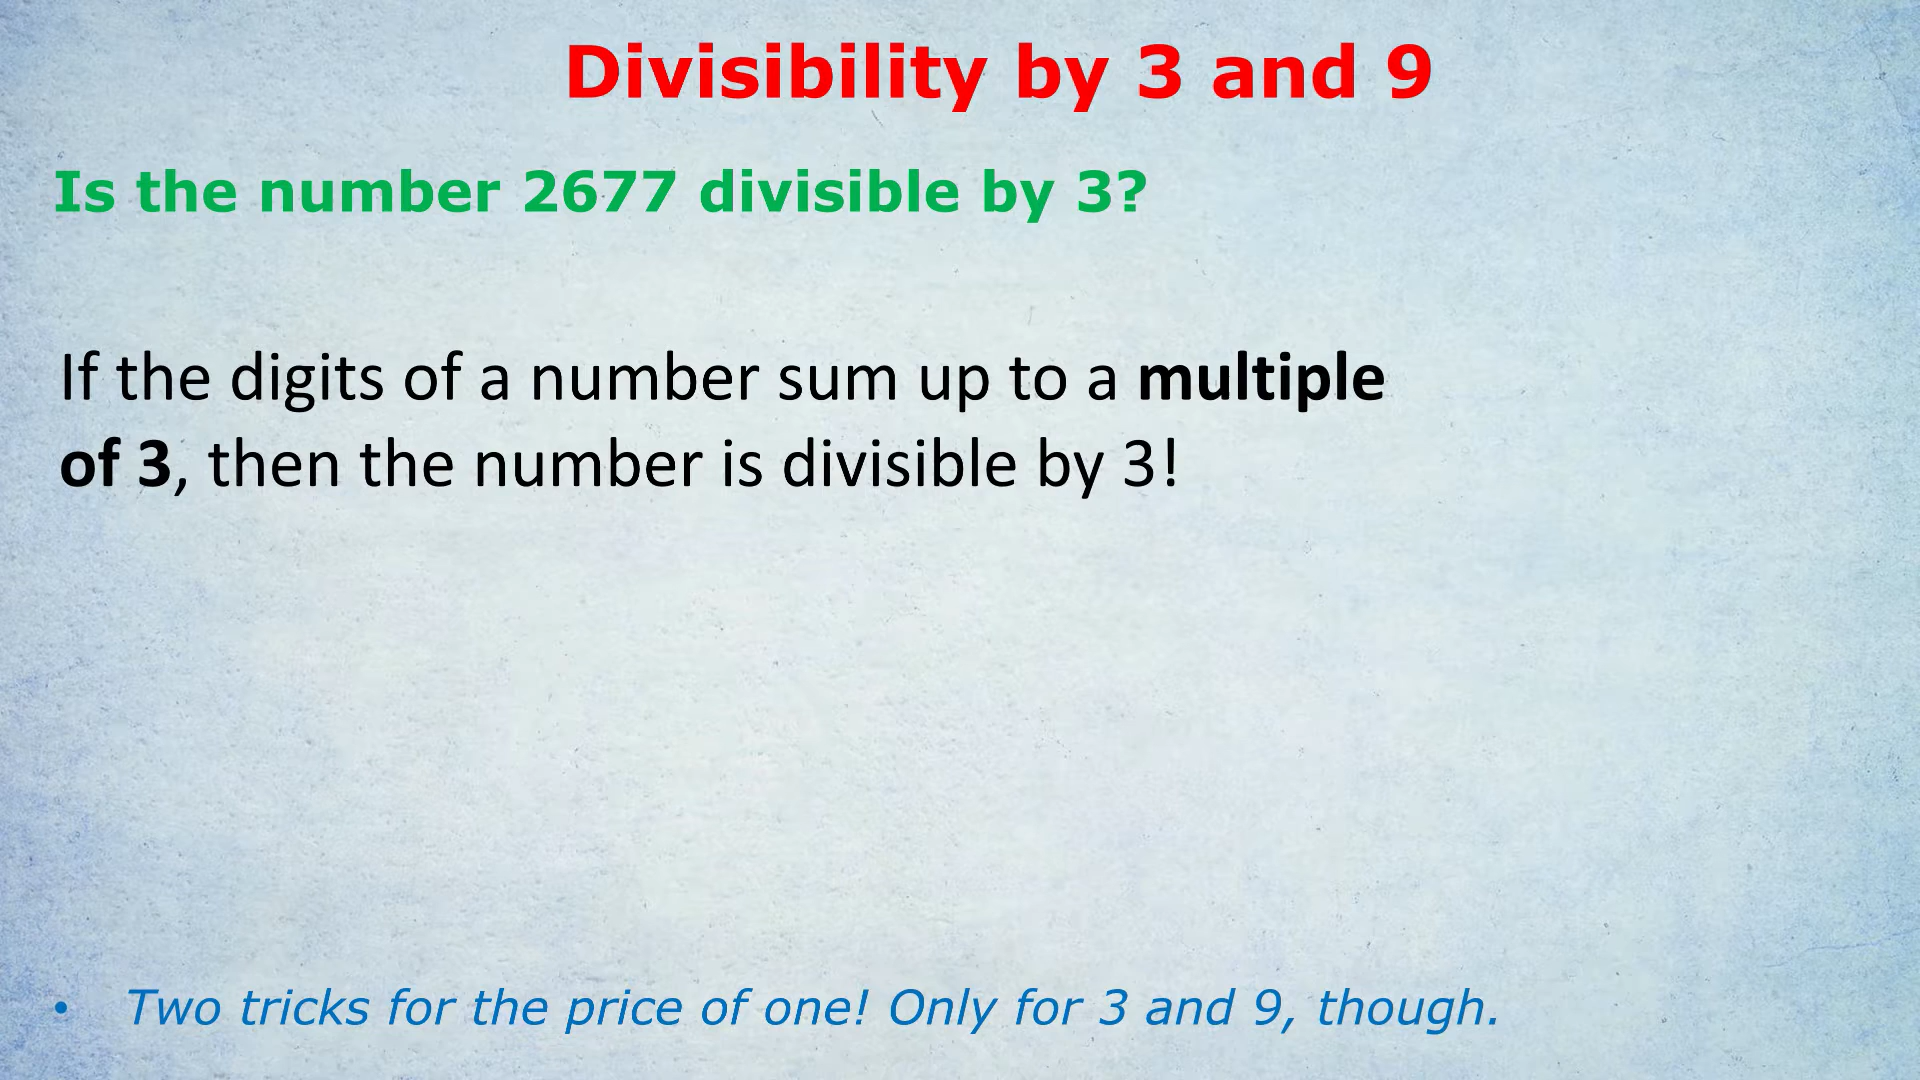 Divisibility by 3 and 9
Is the number 2677 divisible by 3?
If the digits of a number sum up to a multiple
of 3, then the number is divisible by 3!
• Two tricks for the price of one! Only for 3 and 9, though.